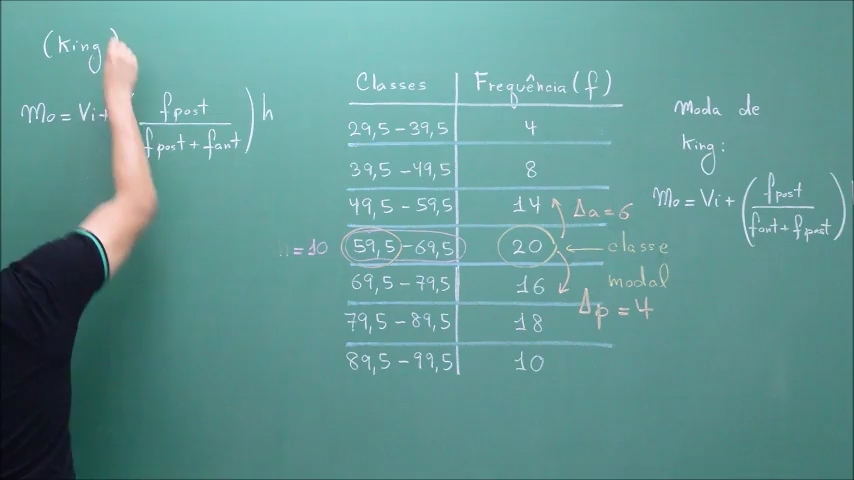 (King)
Mo = Vi + ( fpost / fpost + fant ) h
Classes Frequência (f)
29,5 – 39,5 4
39,5 – 49,5 8
49,5 – 59,5 14 Δa = 6
= 10 59,5 – 69,5 20 ← classe modal
69,5 – 79,5 16 Δp = 4
79,5 – 89,5 18
89,5 – 99,5 10
Moda de
King:
Mo = Vi + ( fpost / fant + fpost )